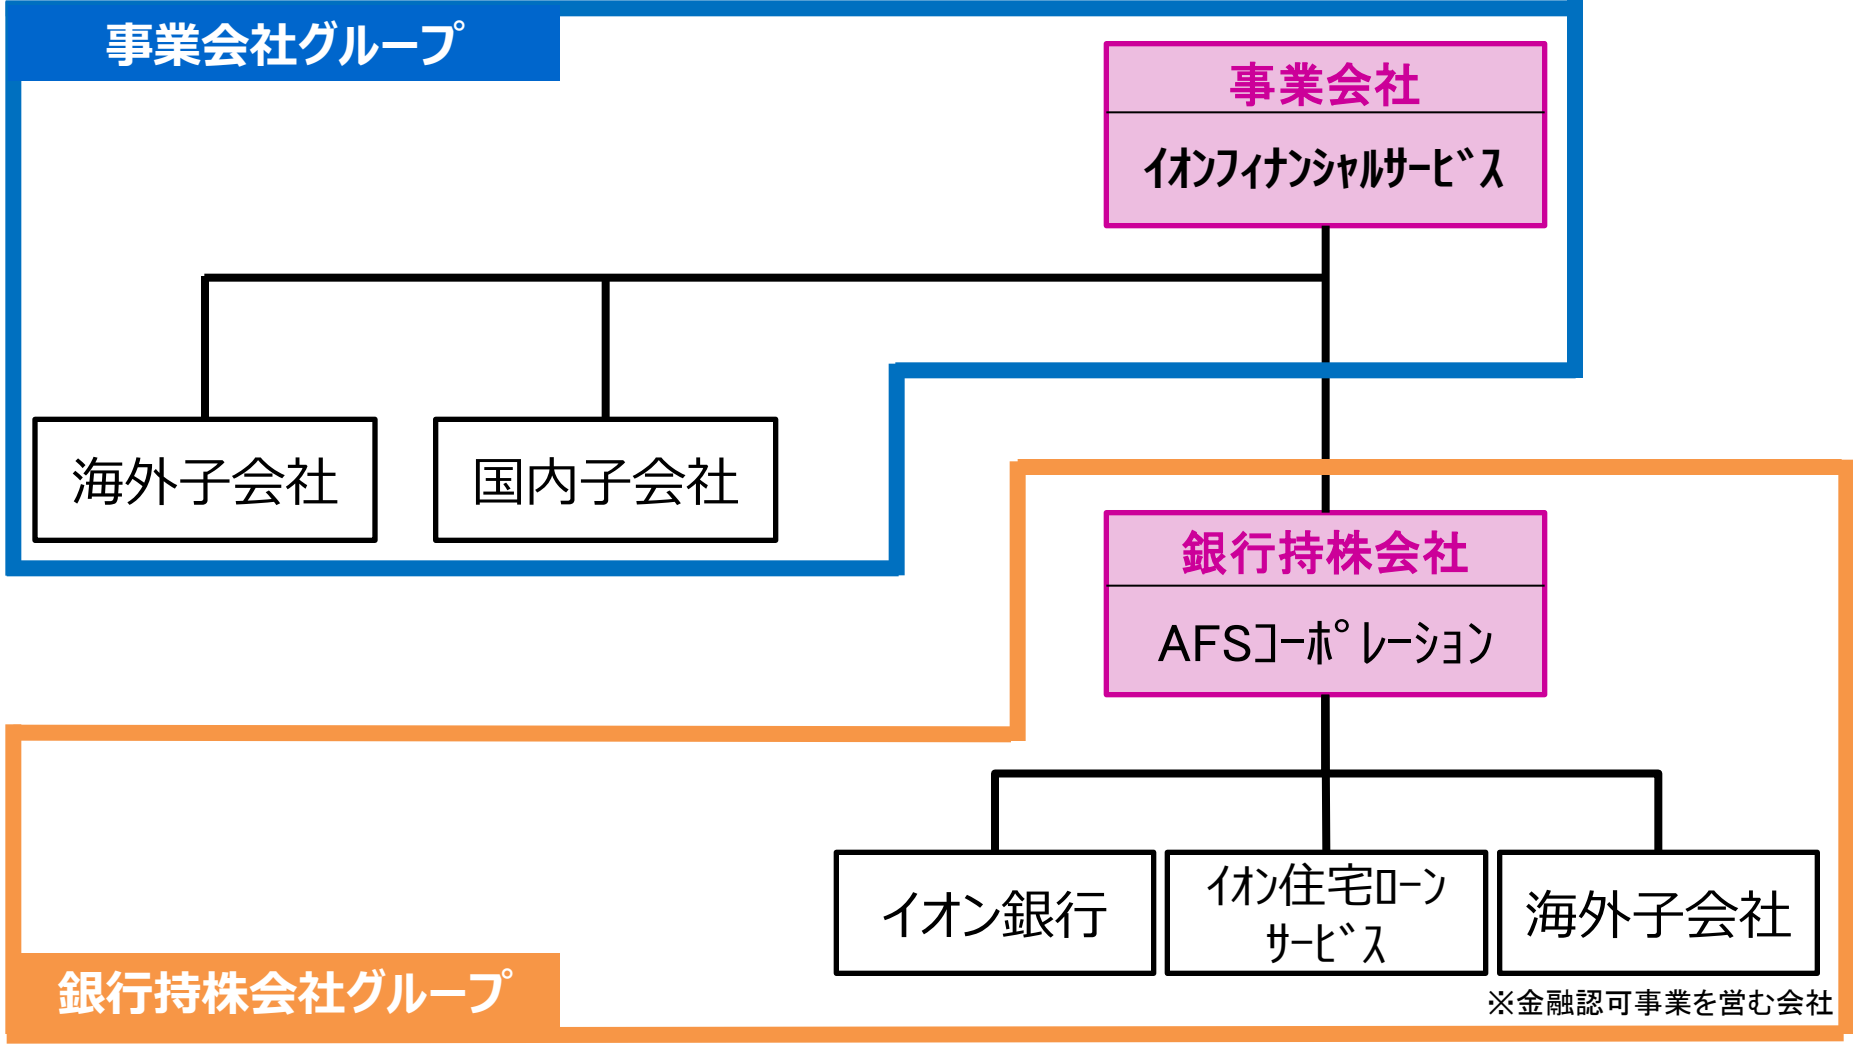 事業会社グループ
事業会社
ｲｵﾝﾌｨﾅﾝｼｬﾙｻｰﾋﾞｽ
海外子会社
国内子会社
銀行持株会社
AFSｺｰﾎﾟﾚｰｼｮﾝ
イオン銀行
ｲｵﾝ住宅ﾛｰﾝ
ｻｰﾋﾞｽ
海外子会社
※金融認可事業を営む会社
銀行持株会社グループ